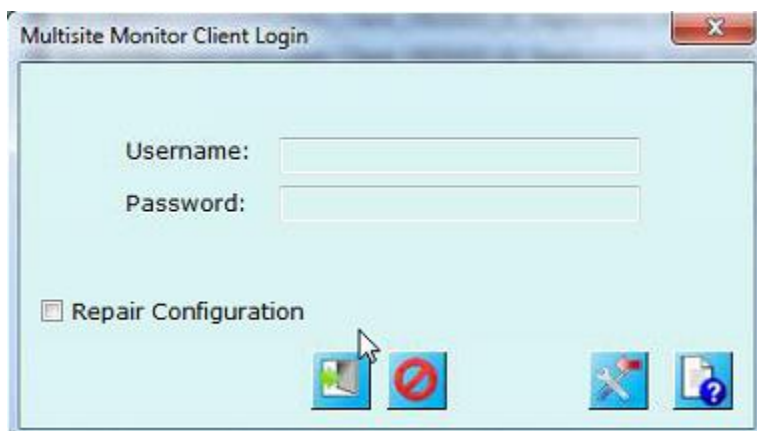 Multisite Monitor Client Login
Username:
Password:
Repair Configuration